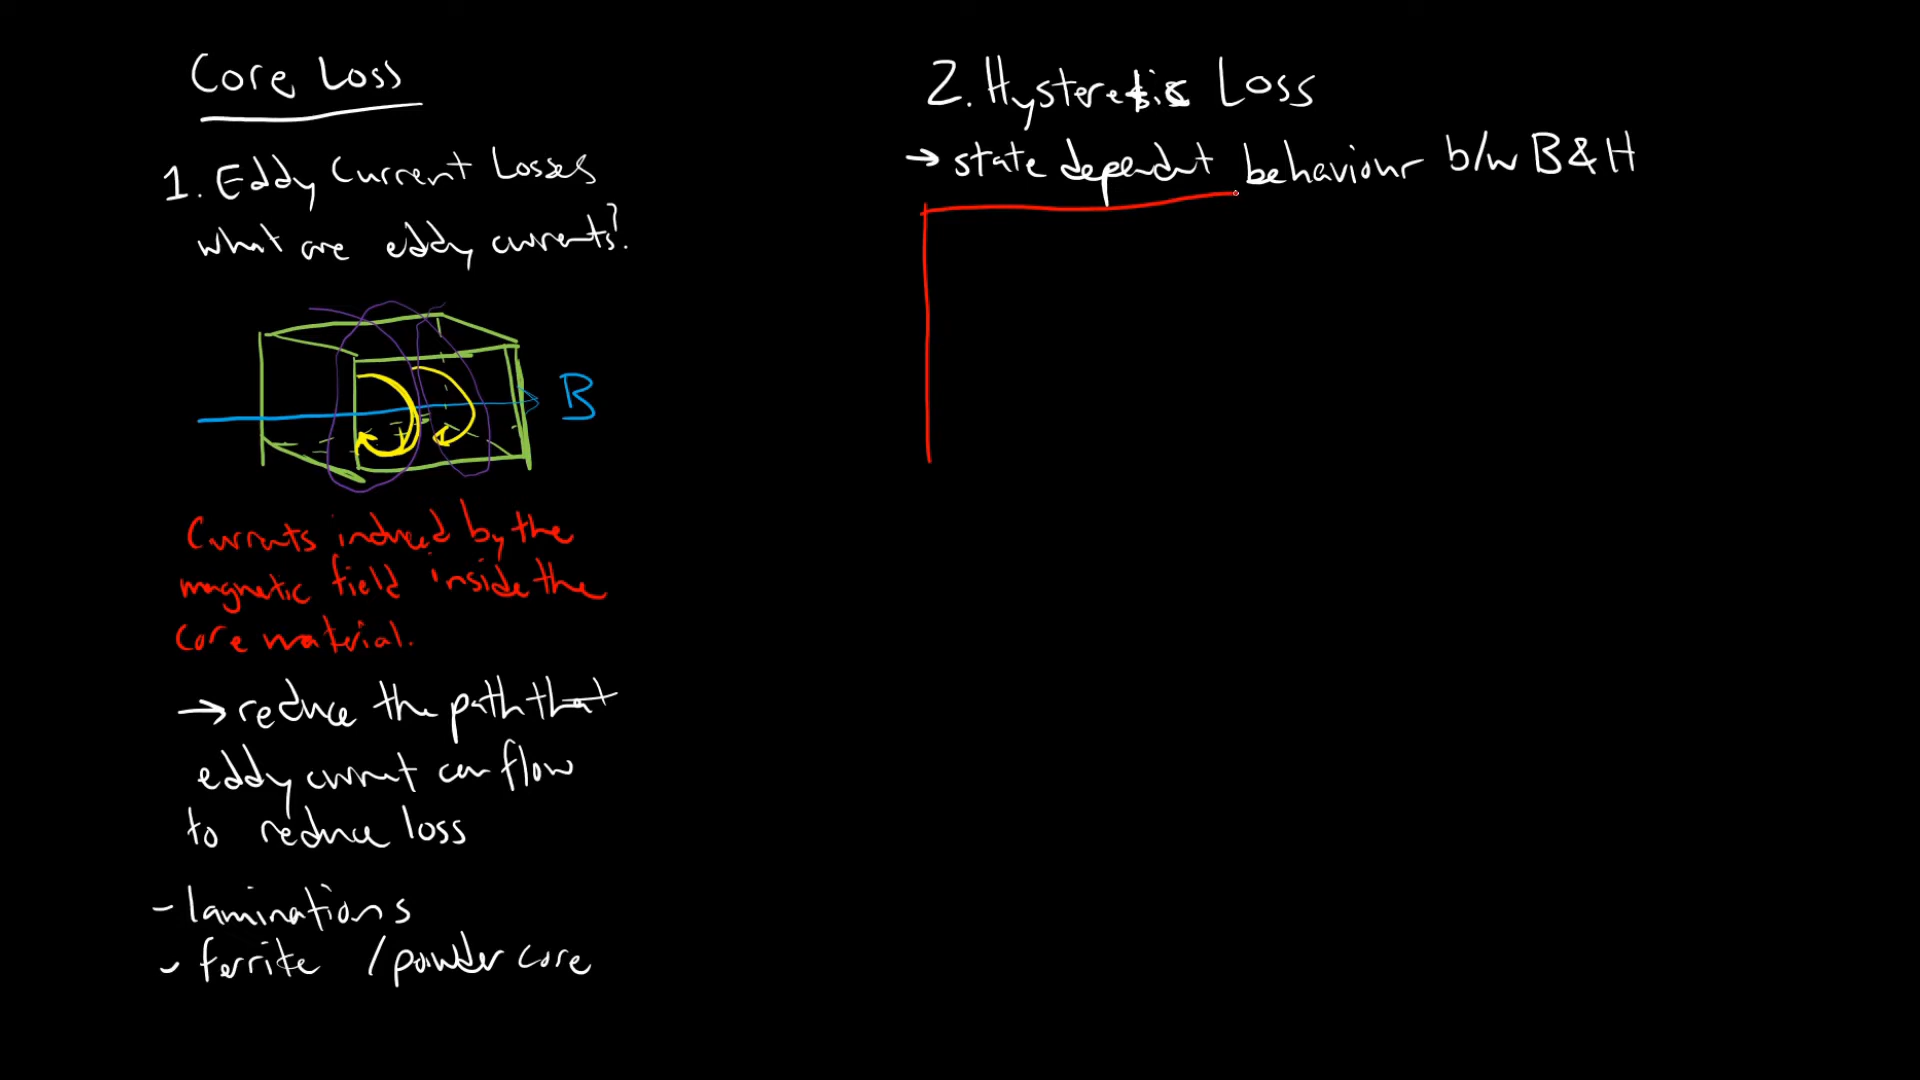 Core Loss
1. Eddy Current Losses
what are eddy currents?
B
Currents induced by the
magnetic field inside the
core material.
→ reduce the path that
eddy current can flow
to reduce loss
- laminations
- ferrite / powder core
2. Hysteresis Loss
→ state dependent behaviour b/w B & H